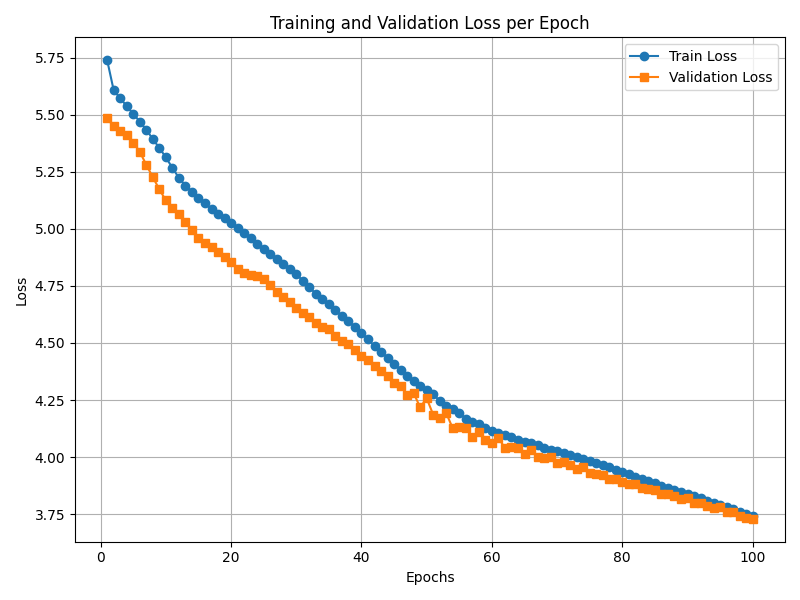 Training and Validation Loss per Epoch
Train Loss
Validation Loss
5.75
5.50
5.25
5.00
4.75
4.50
4.25
4.00
3.75
Loss
0 20 40 60 80 100
Epochs